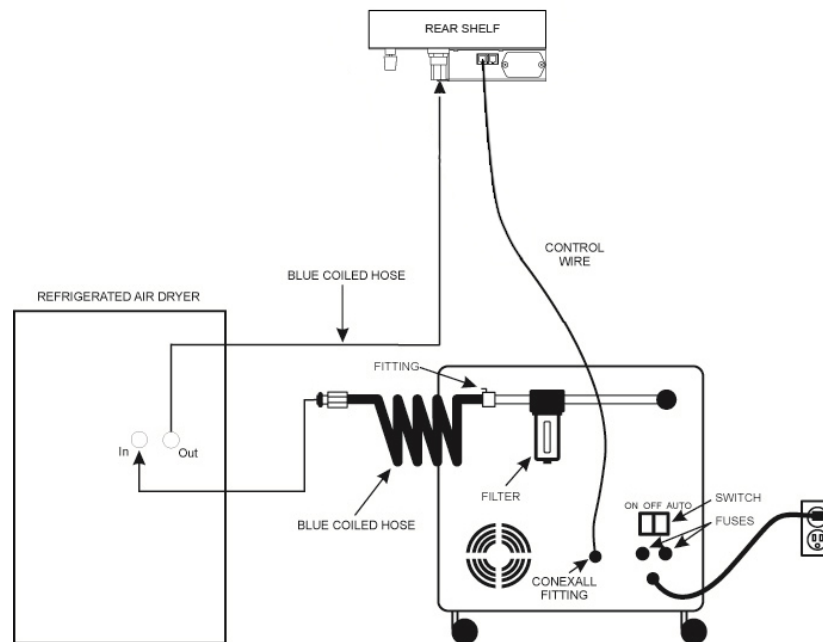 REAR SHELF
CONTROL
WIRE
BLUE COILED HOSE
REFRIGERATED AIR DRYER
FITTING
In
Out
FILTER
ON OFF AUTO
SWITCH
FUSES
BLUE COILED HOSE
CONEXALL
FITTING